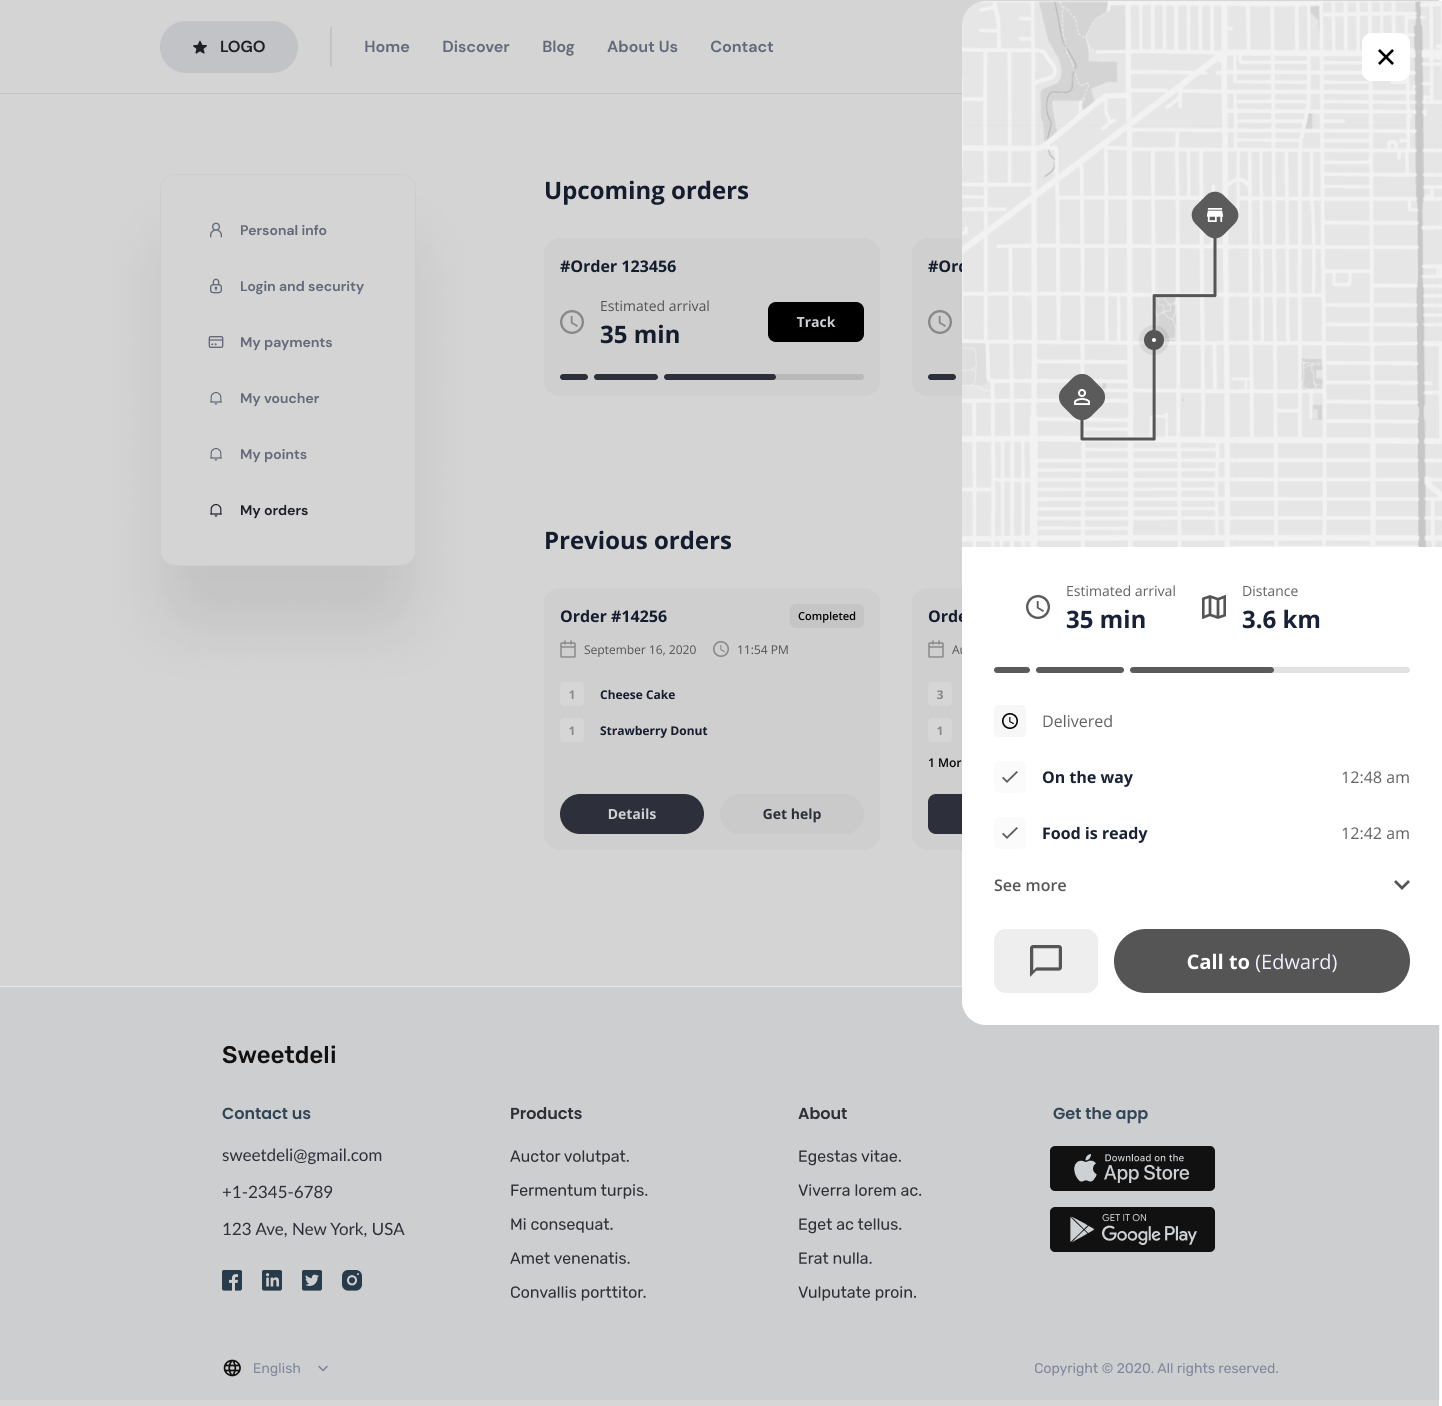 LOGO
Home
Discover
Blog
About Us
Contact
Personal info
Login and security
My payments
My voucher
My points
My orders
Upcoming orders
#Order 123456
Estimated arrival
35 min
Track
#Ord
Previous orders
Order #14256
Completed
September 16, 2020
11:54 PM
1
Cheese Cake
1
Strawberry Donut
Details
Get help
Orde
Au
3
1
1 Mor
Estimated arrival
35 min
Distance
3.6 km
Delivered
On the way
12:48 am
Food is ready
12:42 am
See more
Call to (Edward)
Sweetdeli
Contact us
sweetdeli@gmail.com
+1-2345-6789
123 Ave, New York, USA
Products
Auctor volutpat.
Fermentum turpis.
Mi consequat.
Amet venenatis.
Convallis porttitor.
About
Egestas vitae.
Viverra lorem ac.
Eget ac tellus.
Erat nulla.
Vulputate proin.
Get the app
Download on the
App Store
GET IT ON
Google Play
English
Copyright © 2020. All rights reserved.